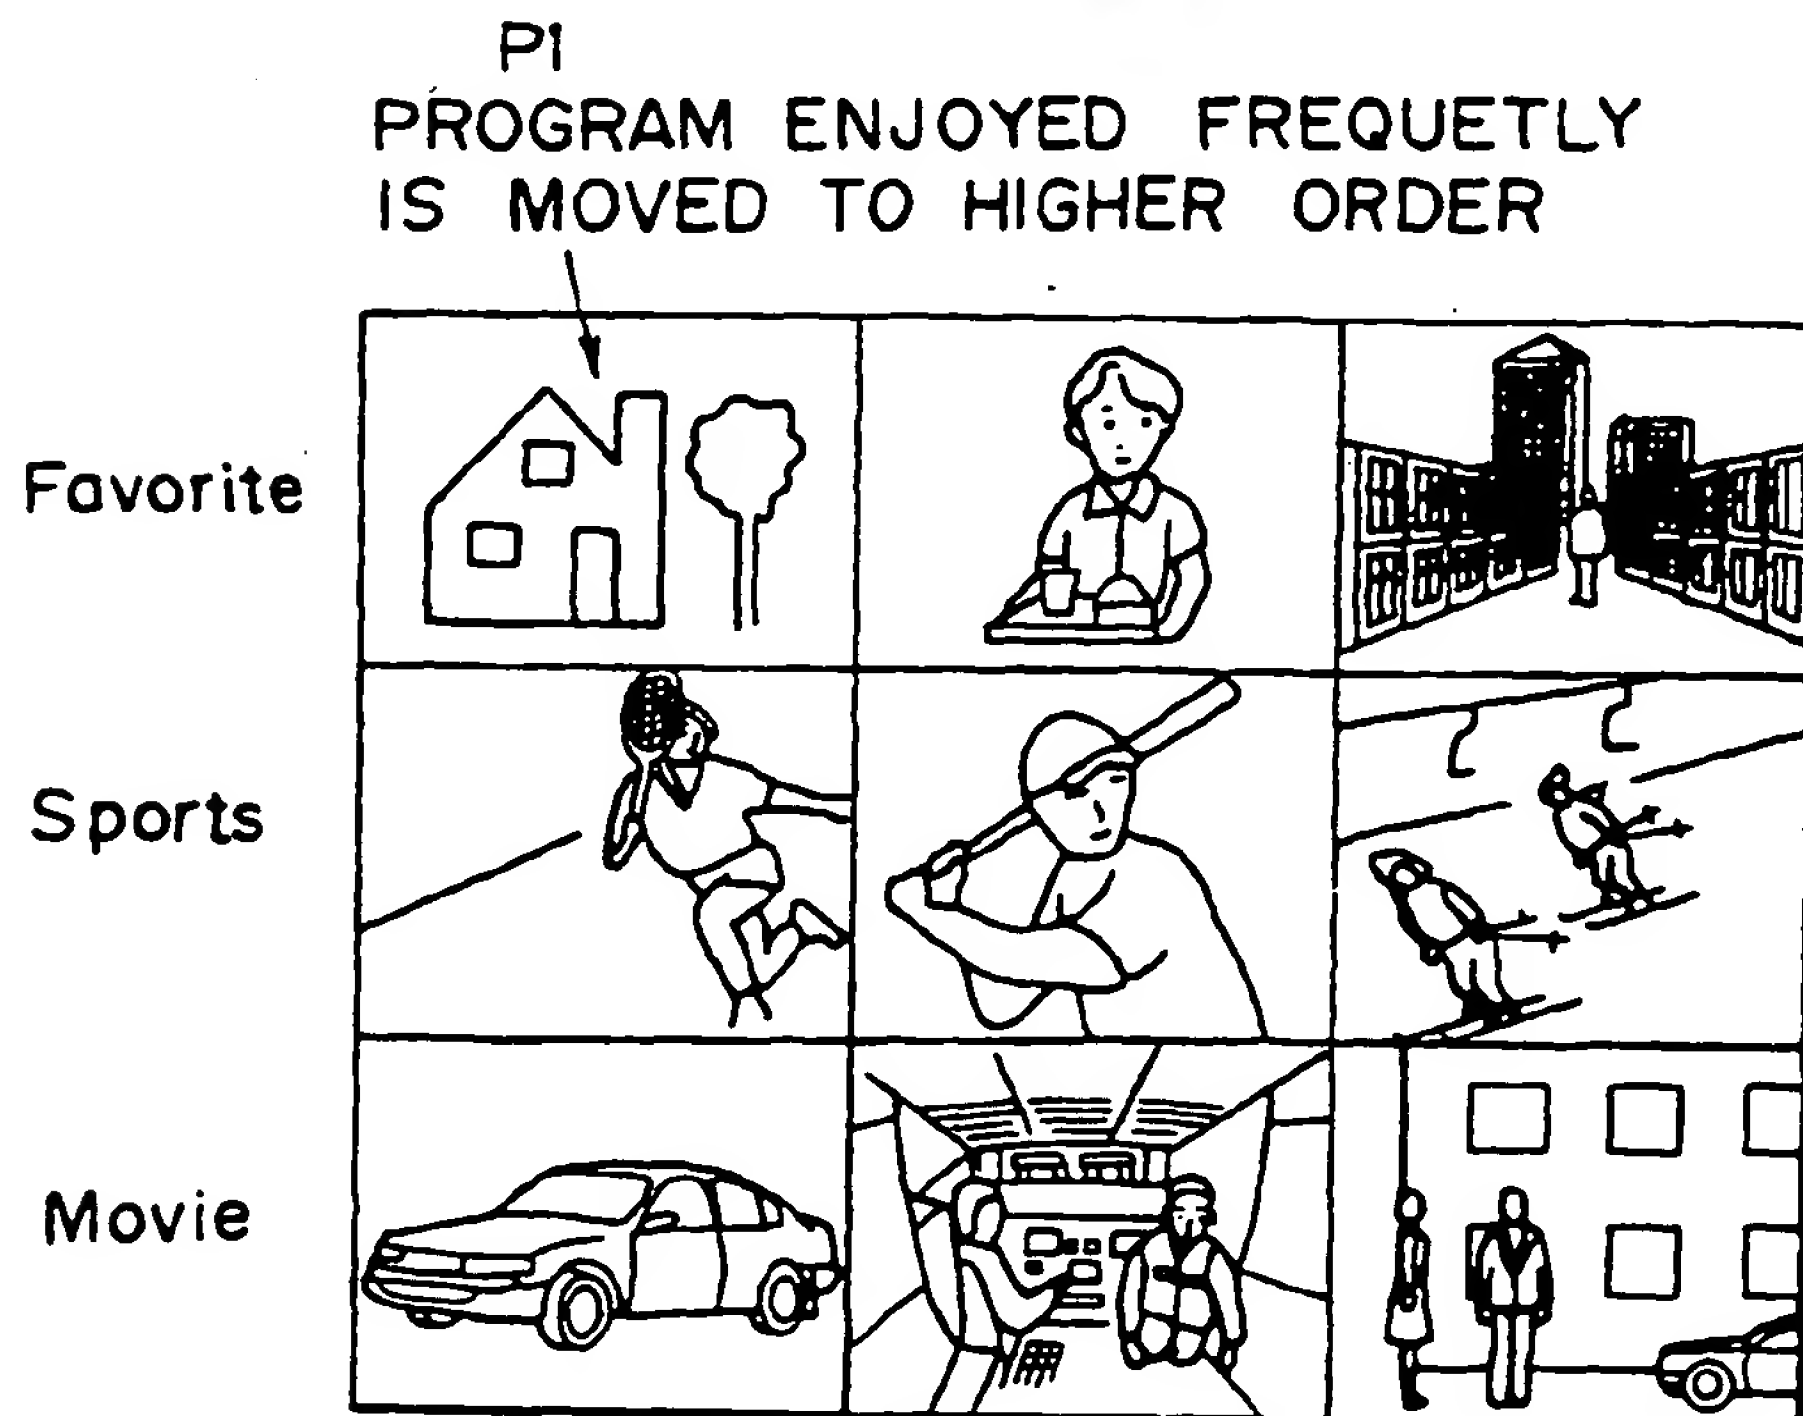 P1
PROGRAM ENJOYED FREQUETLY
IS MOVED TO HIGHER ORDER
Favorite
Sports
Movie